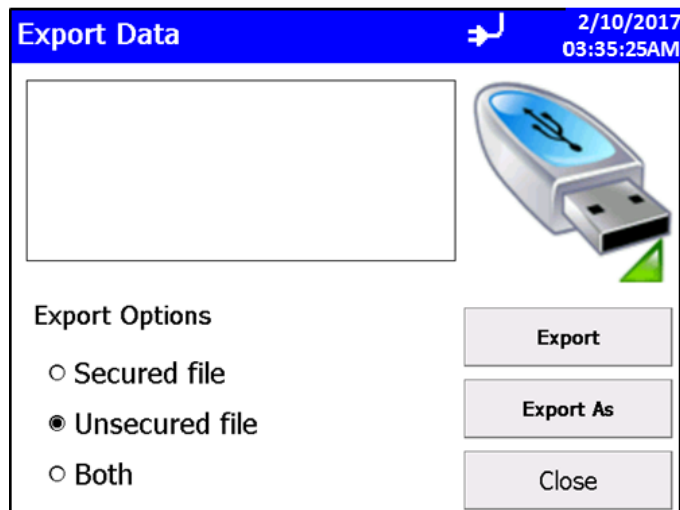 Export Data
2/10/2017
03:35:25AM
Export Options
Secured file
Unsecured file
Both
Export
Export As
Close